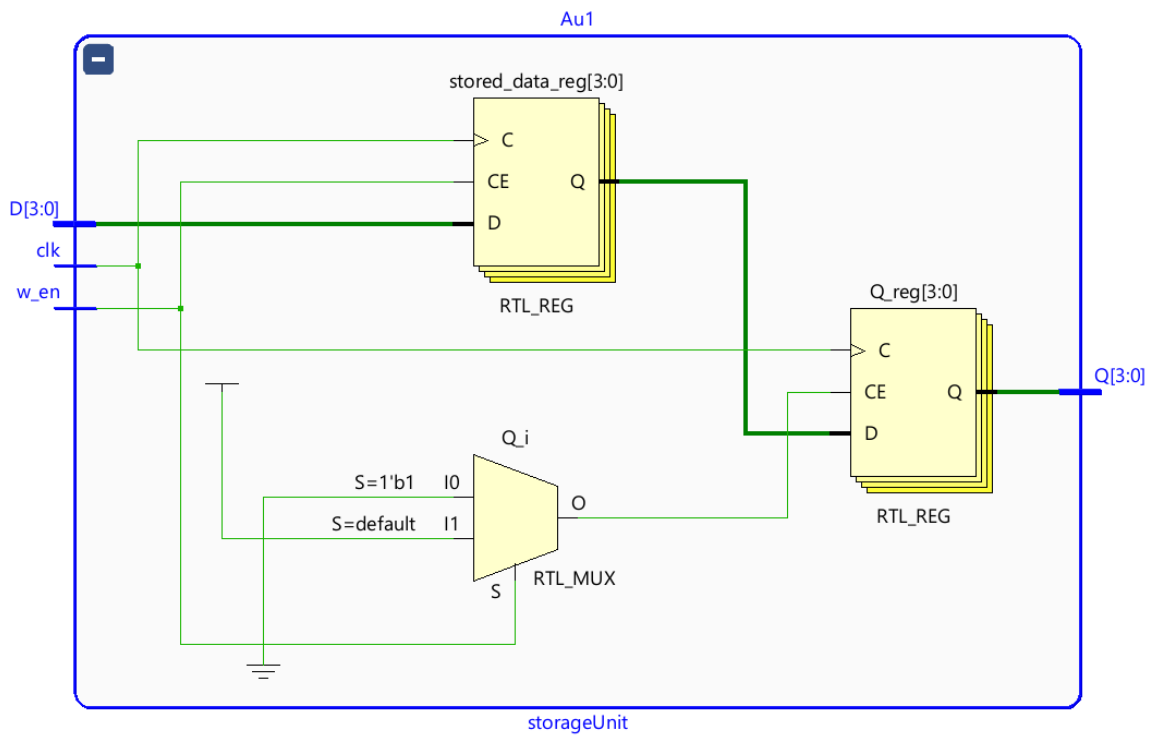 Au1
stored_data_reg[3:0]
C
CE
Q
D
RTL_REG
D[3:0]
clk
w_en
Q_reg[3:0]
C
CE
Q
D
RTL_REG
Q[3:0]
Q_i
S=1'b1
I0
S=default
I1
O
S
RTL_MUX
storageUnit